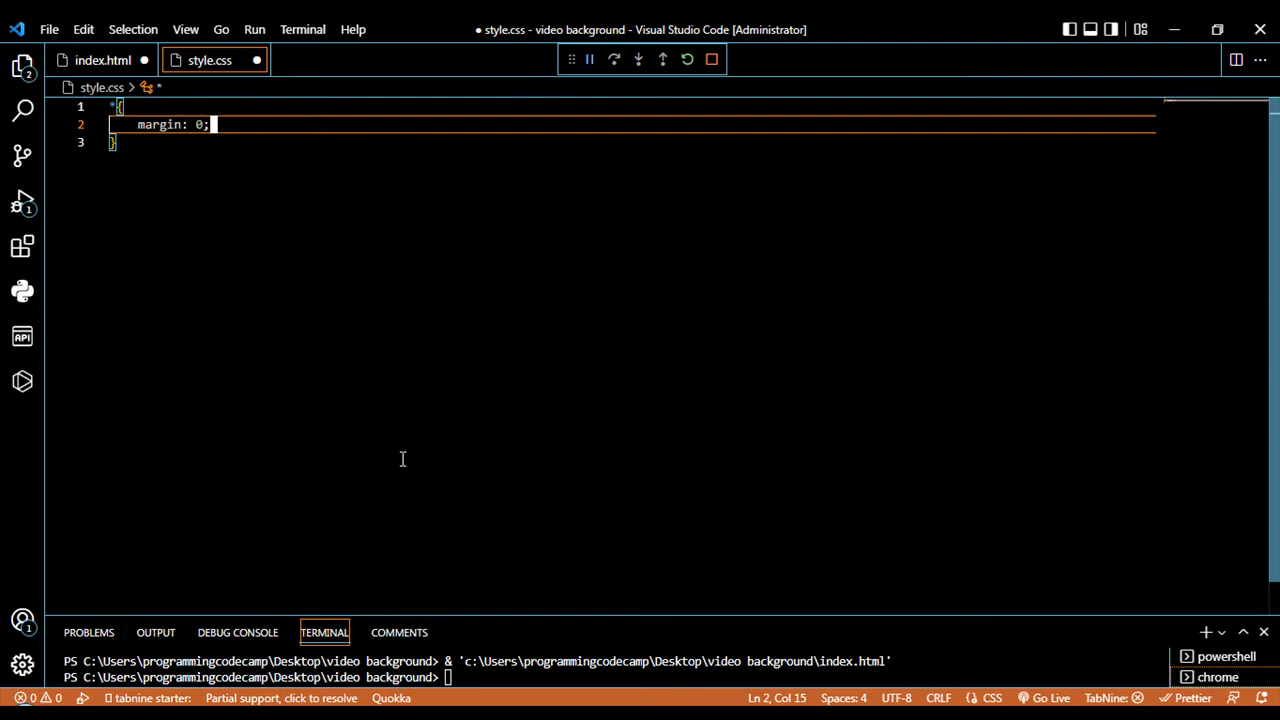 File Edit Selection View Go Run Terminal Help ● style.css - video background - Visual Studio Code [Administrator]
index.html ● style.css ●
style.css > *
1 *{
2 margin: 0;
3 }
2
1
API
1
PROBLEMS OUTPUT DEBUG CONSOLE TERMINAL COMMENTS
PS C:\Users\programmingcodecamp\Desktop\video background> & 'c:\Users\programmingcodecamp\Desktop\video background\index.html'
PS C:\Users\programmingcodecamp\Desktop\video background>
powershell
chrome
0 0 tabnine starter: Partial support, click to resolve Quokka Ln 2, Col 15 Spaces: 4 UTF-8 CRLF CSS Go Live TabNine: Prettier